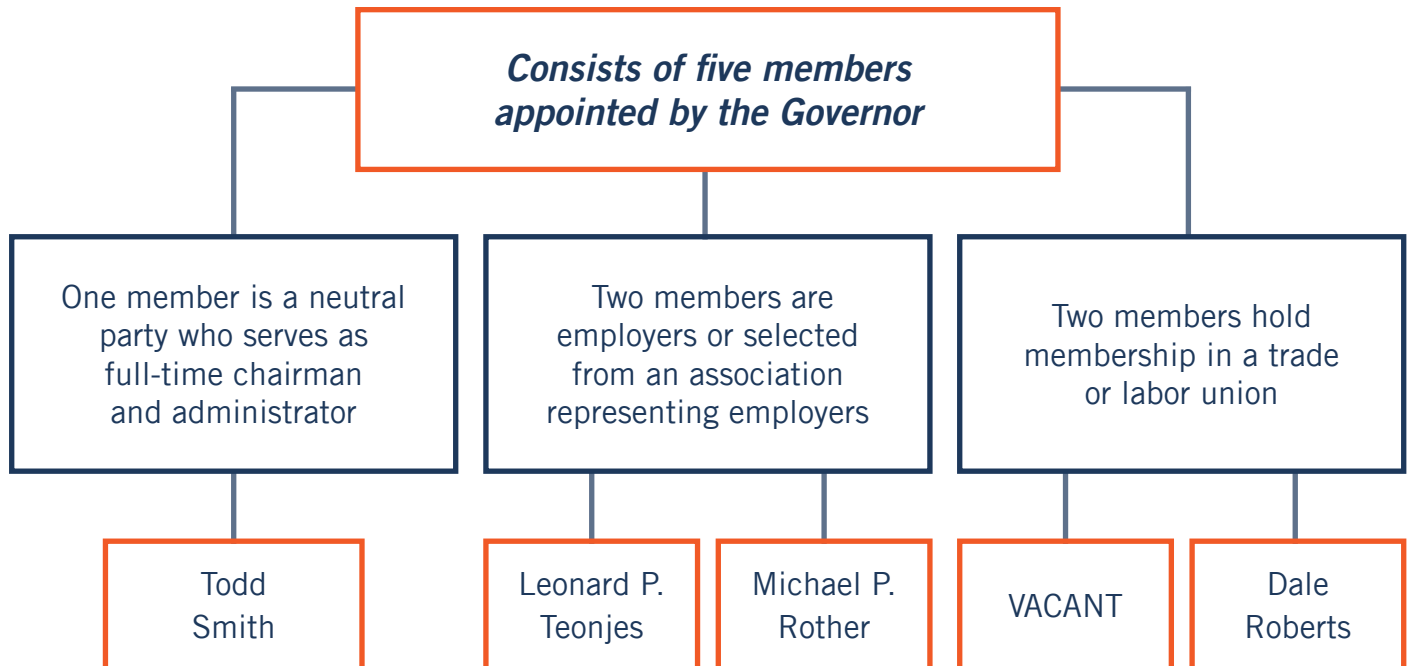 Consists of five members
appointed by the Governor
One member is a neutral
party who serves as
full-time chairman
and administrator
Two members are
employers or selected
from an association
representing employers
Two members hold
membership in a trade
or labor union
Todd
Smith
Leonard P.
Teonjes
Michael P.
Rother
VACANT
Dale
Roberts